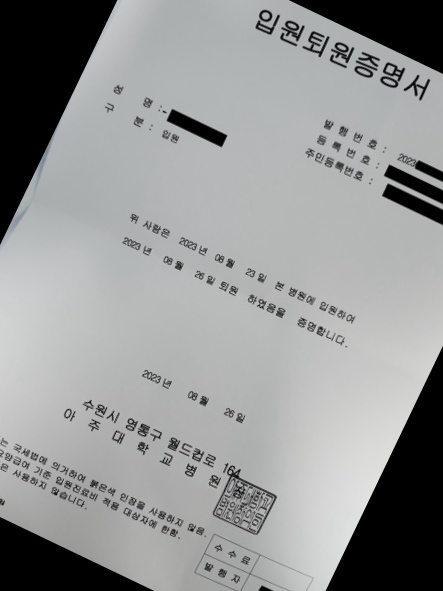 입원퇴원증명서
발 행 번 호 : 2023
등 록 번 호 :
주민등록번호 :
성 명 :
구 분 : 입원
위 사람은 2023 년 08 월 23 일 본 병원에 입원하여
2023 년 08 월 26 일 퇴원 하였음을 증명합니다.
2023 년 08 월 26 일
수원시 영통구 월드컵로 164
아 주 대 학 교 병 원 장
는 국세법에 의거하여 붉은색 인장을 사용하지 않음.
요양급여 기준 입원진료비 적용 대상자에 한함.
은 사용하지 않습니다.
수 수 료
발 행 자